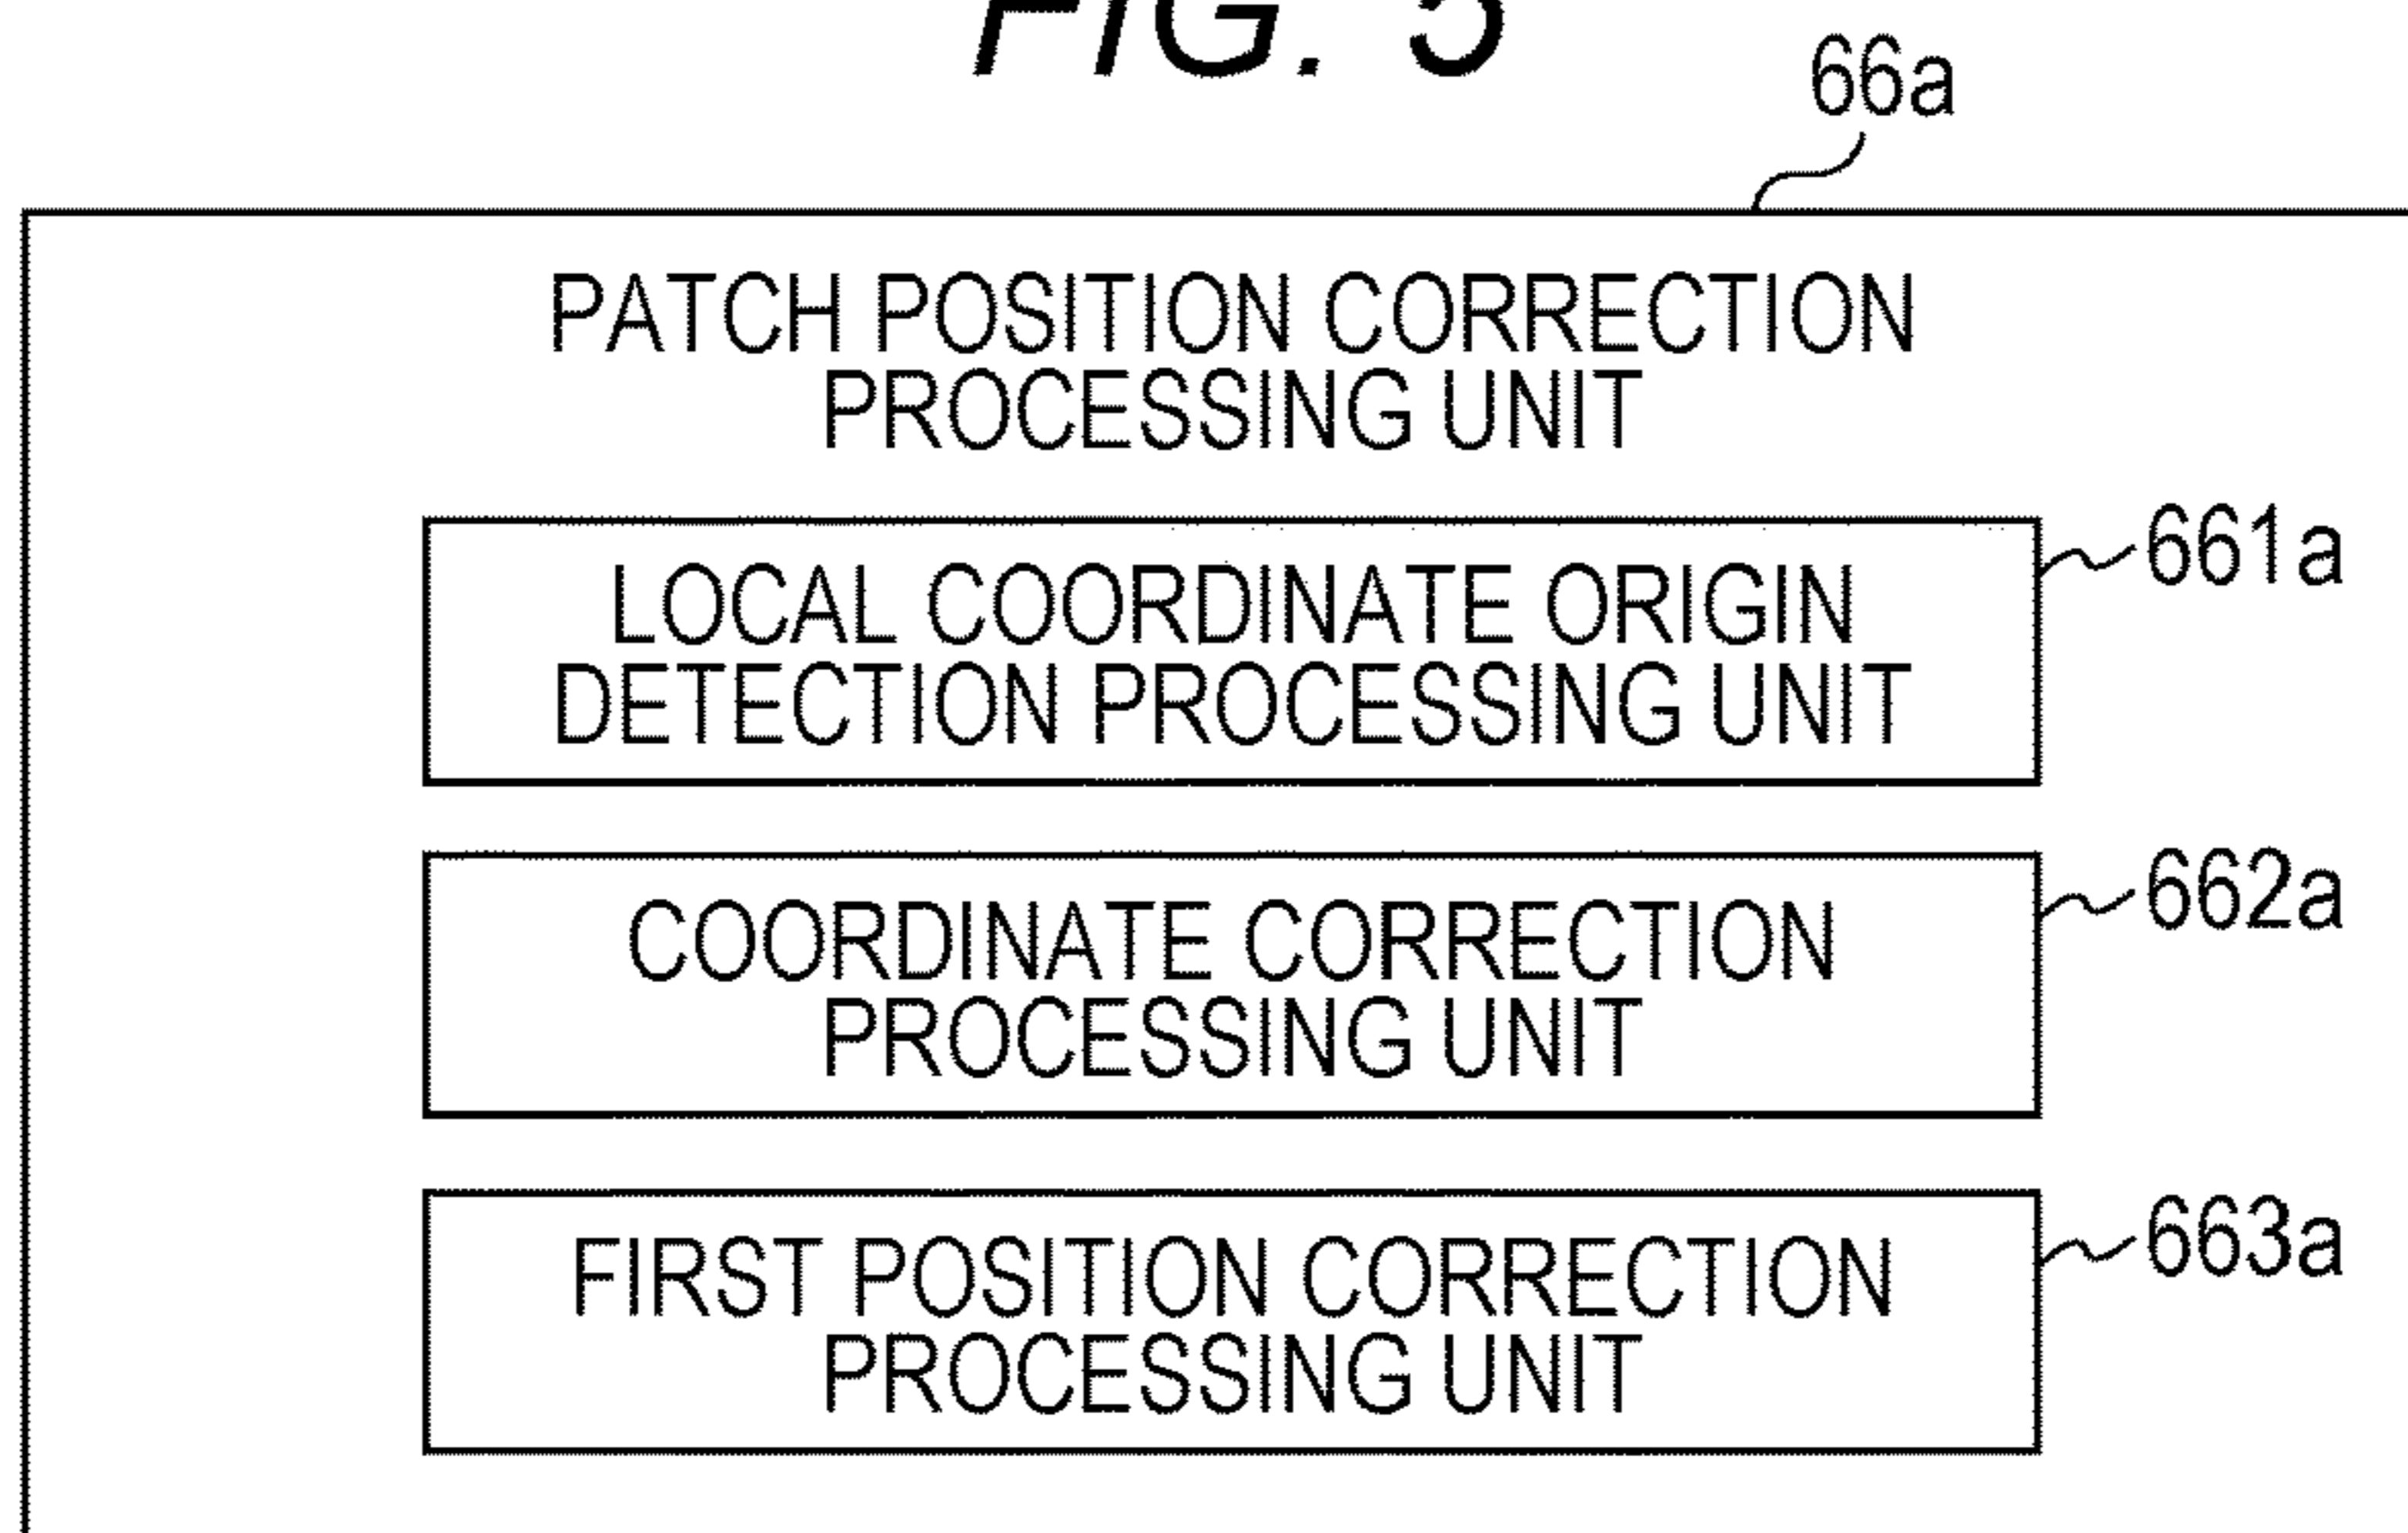 FIG. 5
66a
PATCH POSITION CORRECTION
PROCESSING UNIT
LOCAL COORDINATE ORIGIN
DETECTION PROCESSING UNIT
661a
COORDINATE CORRECTION
PROCESSING UNIT
662a
FIRST POSITION CORRECTION
PROCESSING UNIT
663a